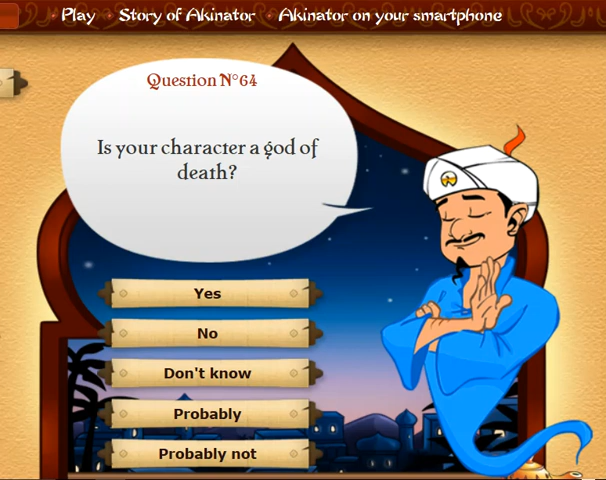 Play • Story of Akinator • Akinator on your smartphone
Question N°64
Is your character a god of
death?
Yes
No
Don't know
Probably
Probably not